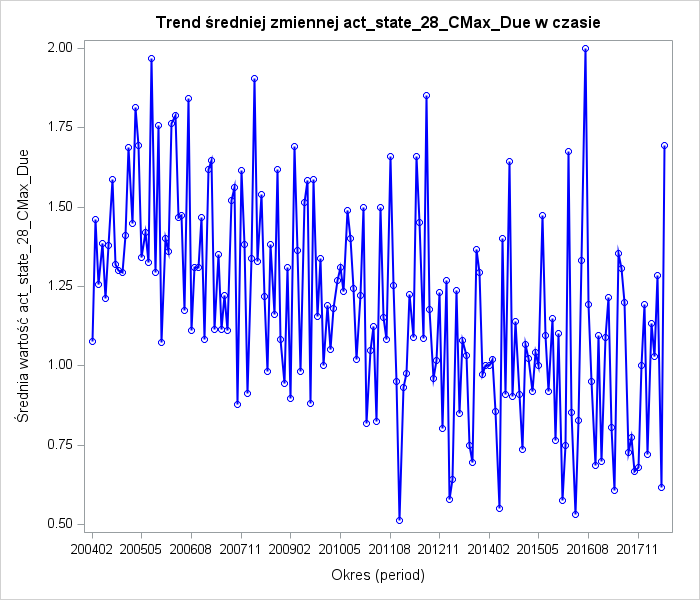 Trend średniej zmiennej act_state_28_CMax_Due w czasie
Średnia wartość act_state_28_CMax_Due
2.00
1.75
1.50
1.25
1.00
0.75
0.50
200402 200505 200608 200711 200902 201005 201108 201211 201402 201505 201608 201711
Okres (period)